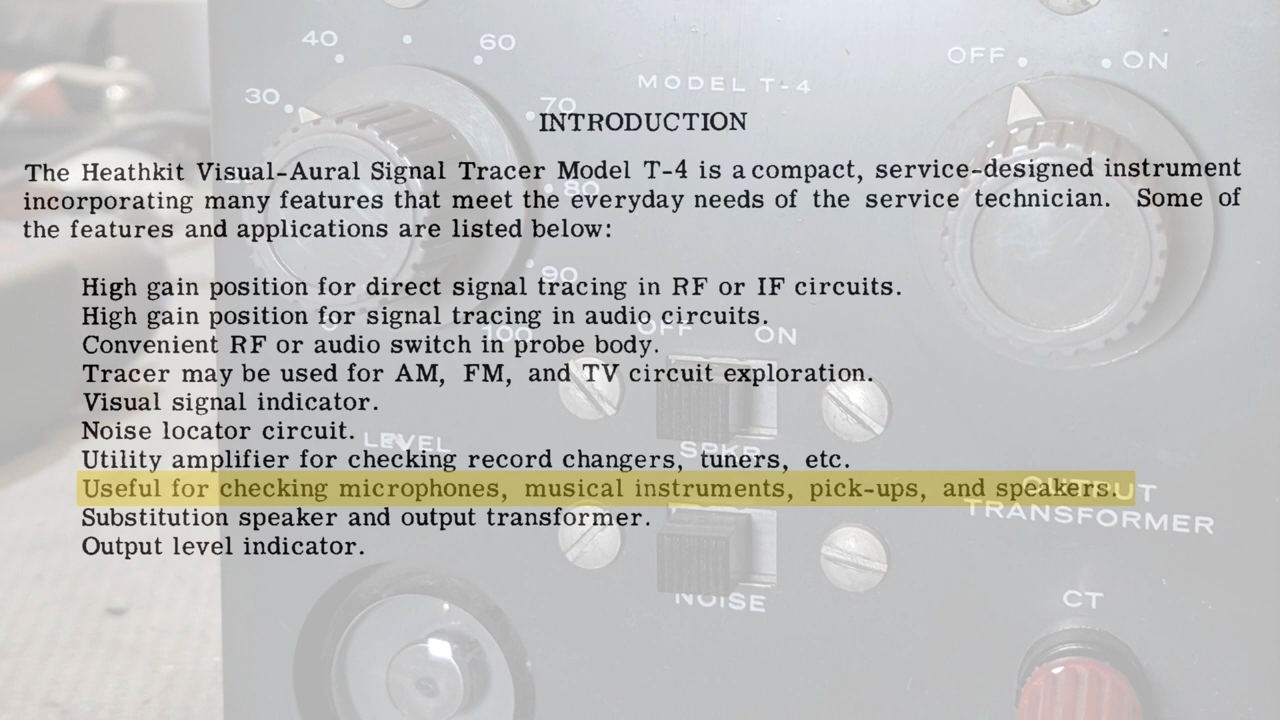 40
60
OFF
ON
MODEL T-4
30
70
INTRODUCTION
The Heathkit Visual-Aural Signal Tracer Model T-4 is a compact, service-designed instrument
incorporating many features that meet the everyday needs of the service technician. Some of
the features and applications are listed below:
80
90
High gain position for direct signal tracing in RF or IF circuits.
High gain position for signal tracing in audio circuits.
0
100
OFF
ON
Convenient RF or audio switch in probe body.
Tracer may be used for AM, FM, and TV circuit exploration.
Visual signal indicator.
Noise locator circuit.
LEVEL
SPKR
Utility amplifier for checking record changers, tuners, etc.
Useful for checking microphones, musical instruments, pick-ups, and speakers.
OUTPUT
TRANSFORMER
Substitution speaker and output transformer.
Output level indicator.
NOISE
CT